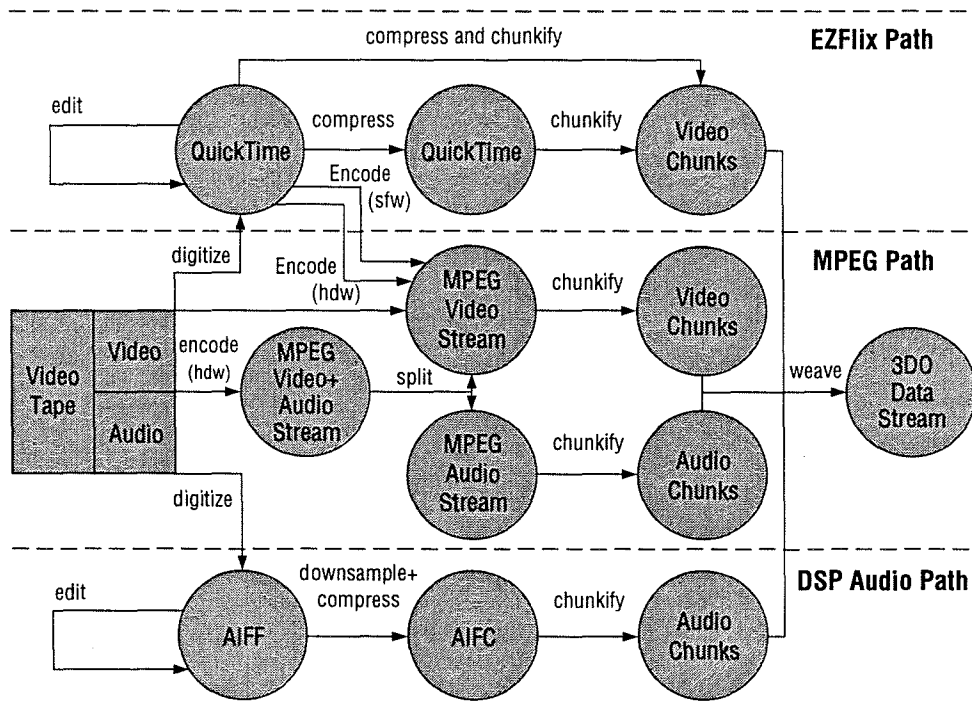 compress and chunkify
EZFlix Path
edit
QuickTime
compress
QuickTime
chunkify
Video
Chunks
Encode
(sfw)
digitize
Encode
(hdw)
MPEG Path
MPEG
Video
Stream
chunkify
Video
Chunks
Video
Tape
Video
Audio
encode
(hdw)
MPEG
Video+
Audio
Stream
split
weave
3DO
Data
Stream
MPEG
Audio
Stream
chunkify
Audio
Chunks
digitize
DSP Audio Path
edit
AIFF
downsample+
compress
AIFC
chunkify
Audio
Chunks